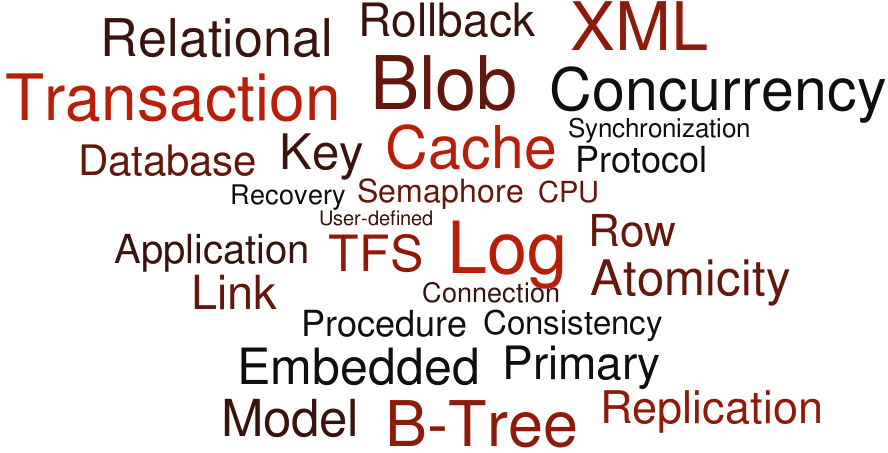 Relational Rollback XML
Transaction Blob Concurrency
Synchronization
Database Key Cache Protocol
Recovery Semaphore CPU
User-defined
Application TFS Log Row
Link Connection Atomicity
Procedure Consistency
Embedded Primary
Model B-Tree Replication